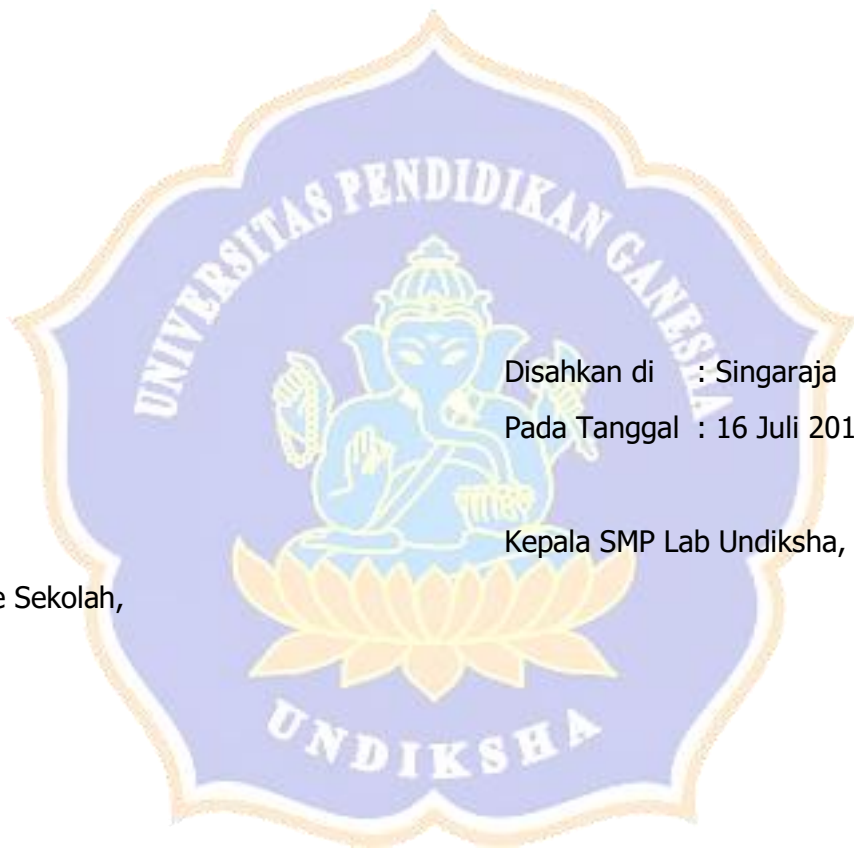 UNIVERSITAS PENDIDIKAN GANESHA
Disahkan di : Singaraja
Pada Tanggal : 16 Juli 201
Kepala SMP Lab Undiksha,
e Sekolah,
UNDIKSHA